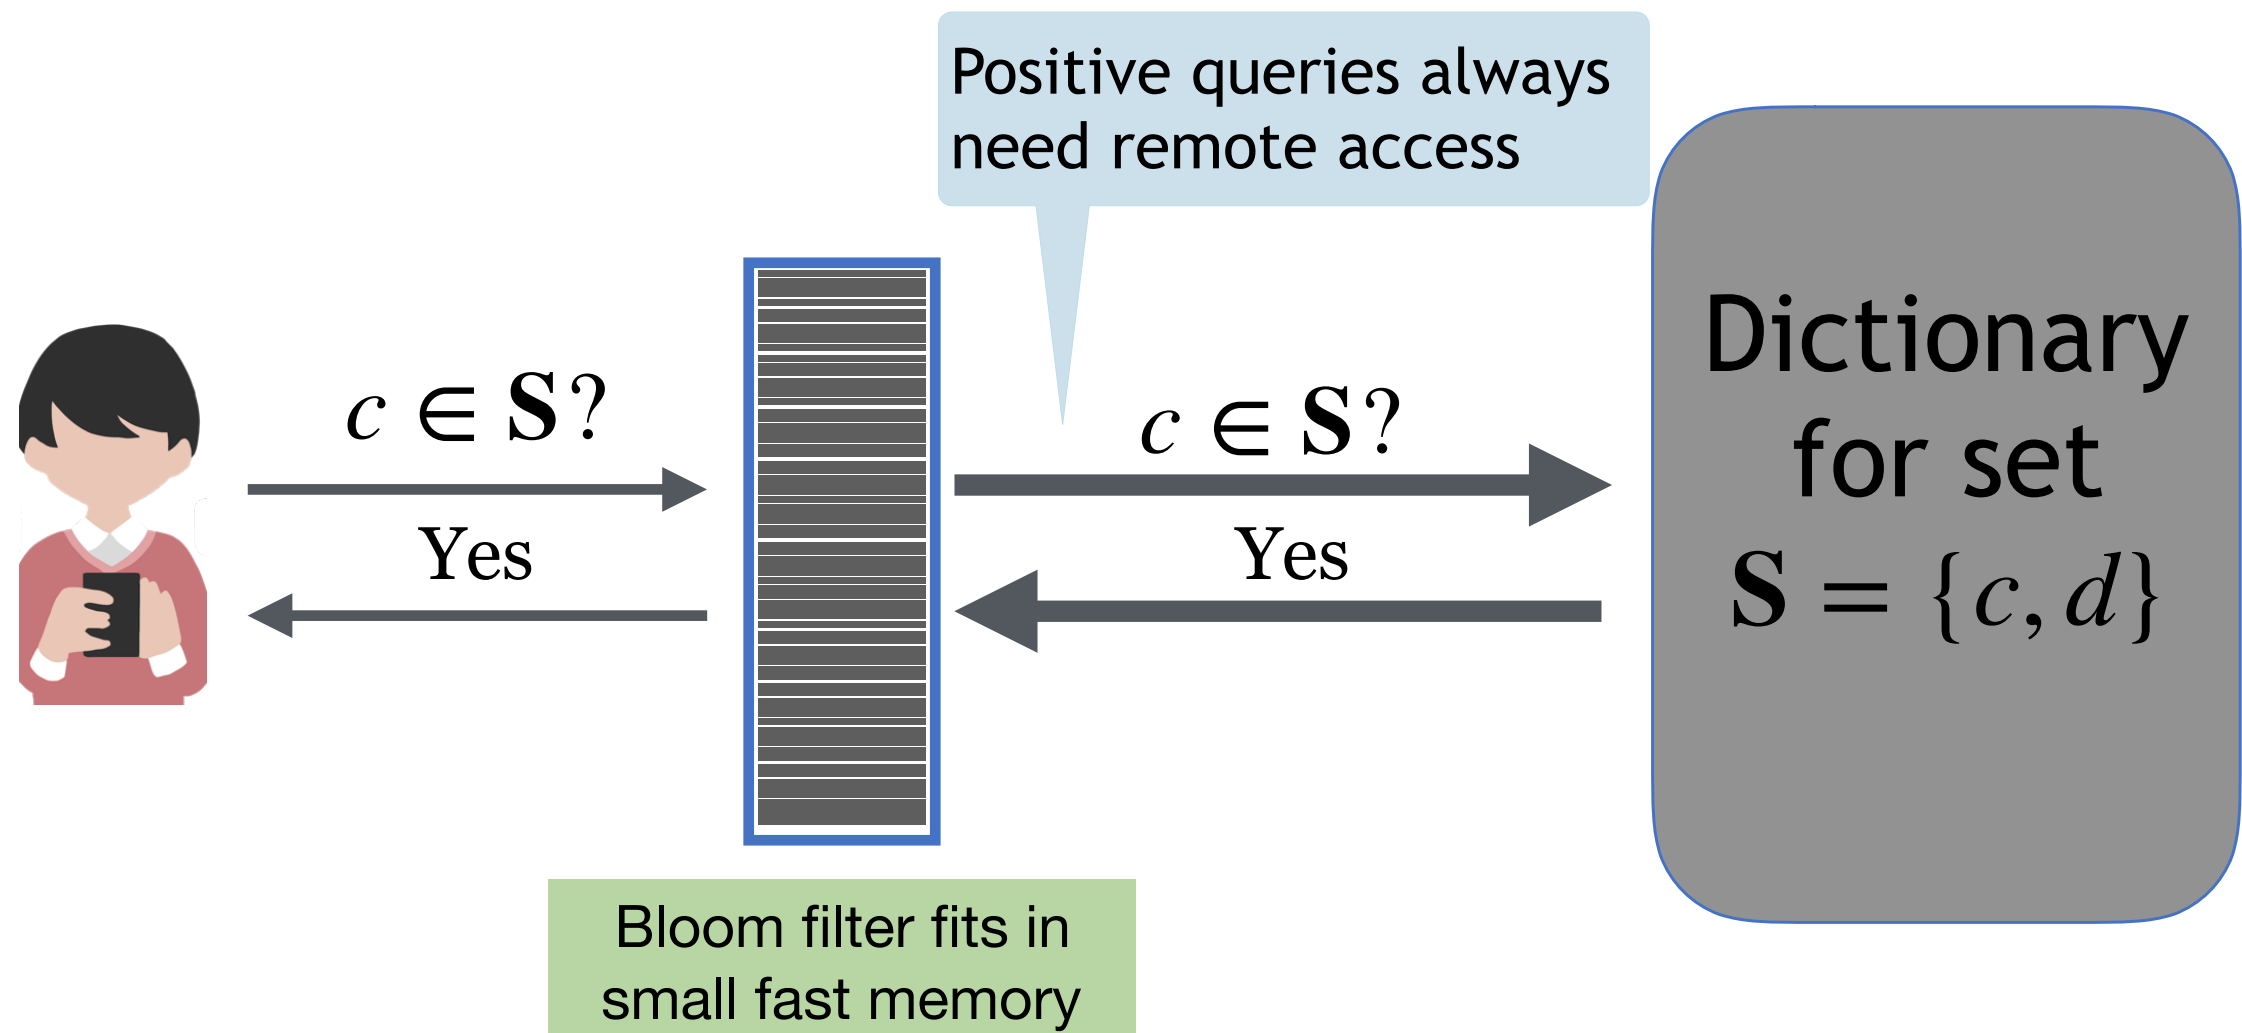 Positive queries always
need remote access
c ∈ S?
Yes
c ∈ S?
Yes
Dictionary
for set
S = {c, d}
Bloom filter fits in
small fast memory